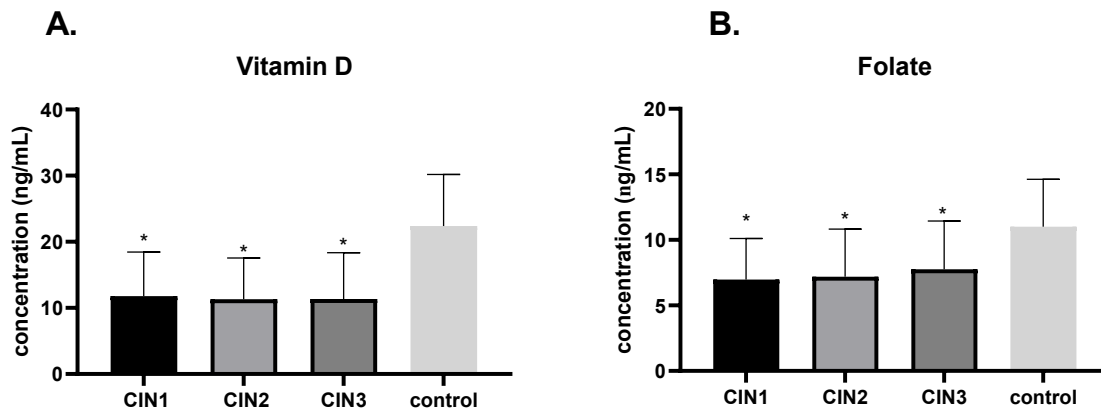 A.
Vitamin D
concentration (ng/mL)
40
30
20
10
0
* * *
CIN1 CIN2 CIN3 control
B.
Folate
concentration (ng/mL)
20
15
10
5
0
* * *
CIN1 CIN2 CIN3 control